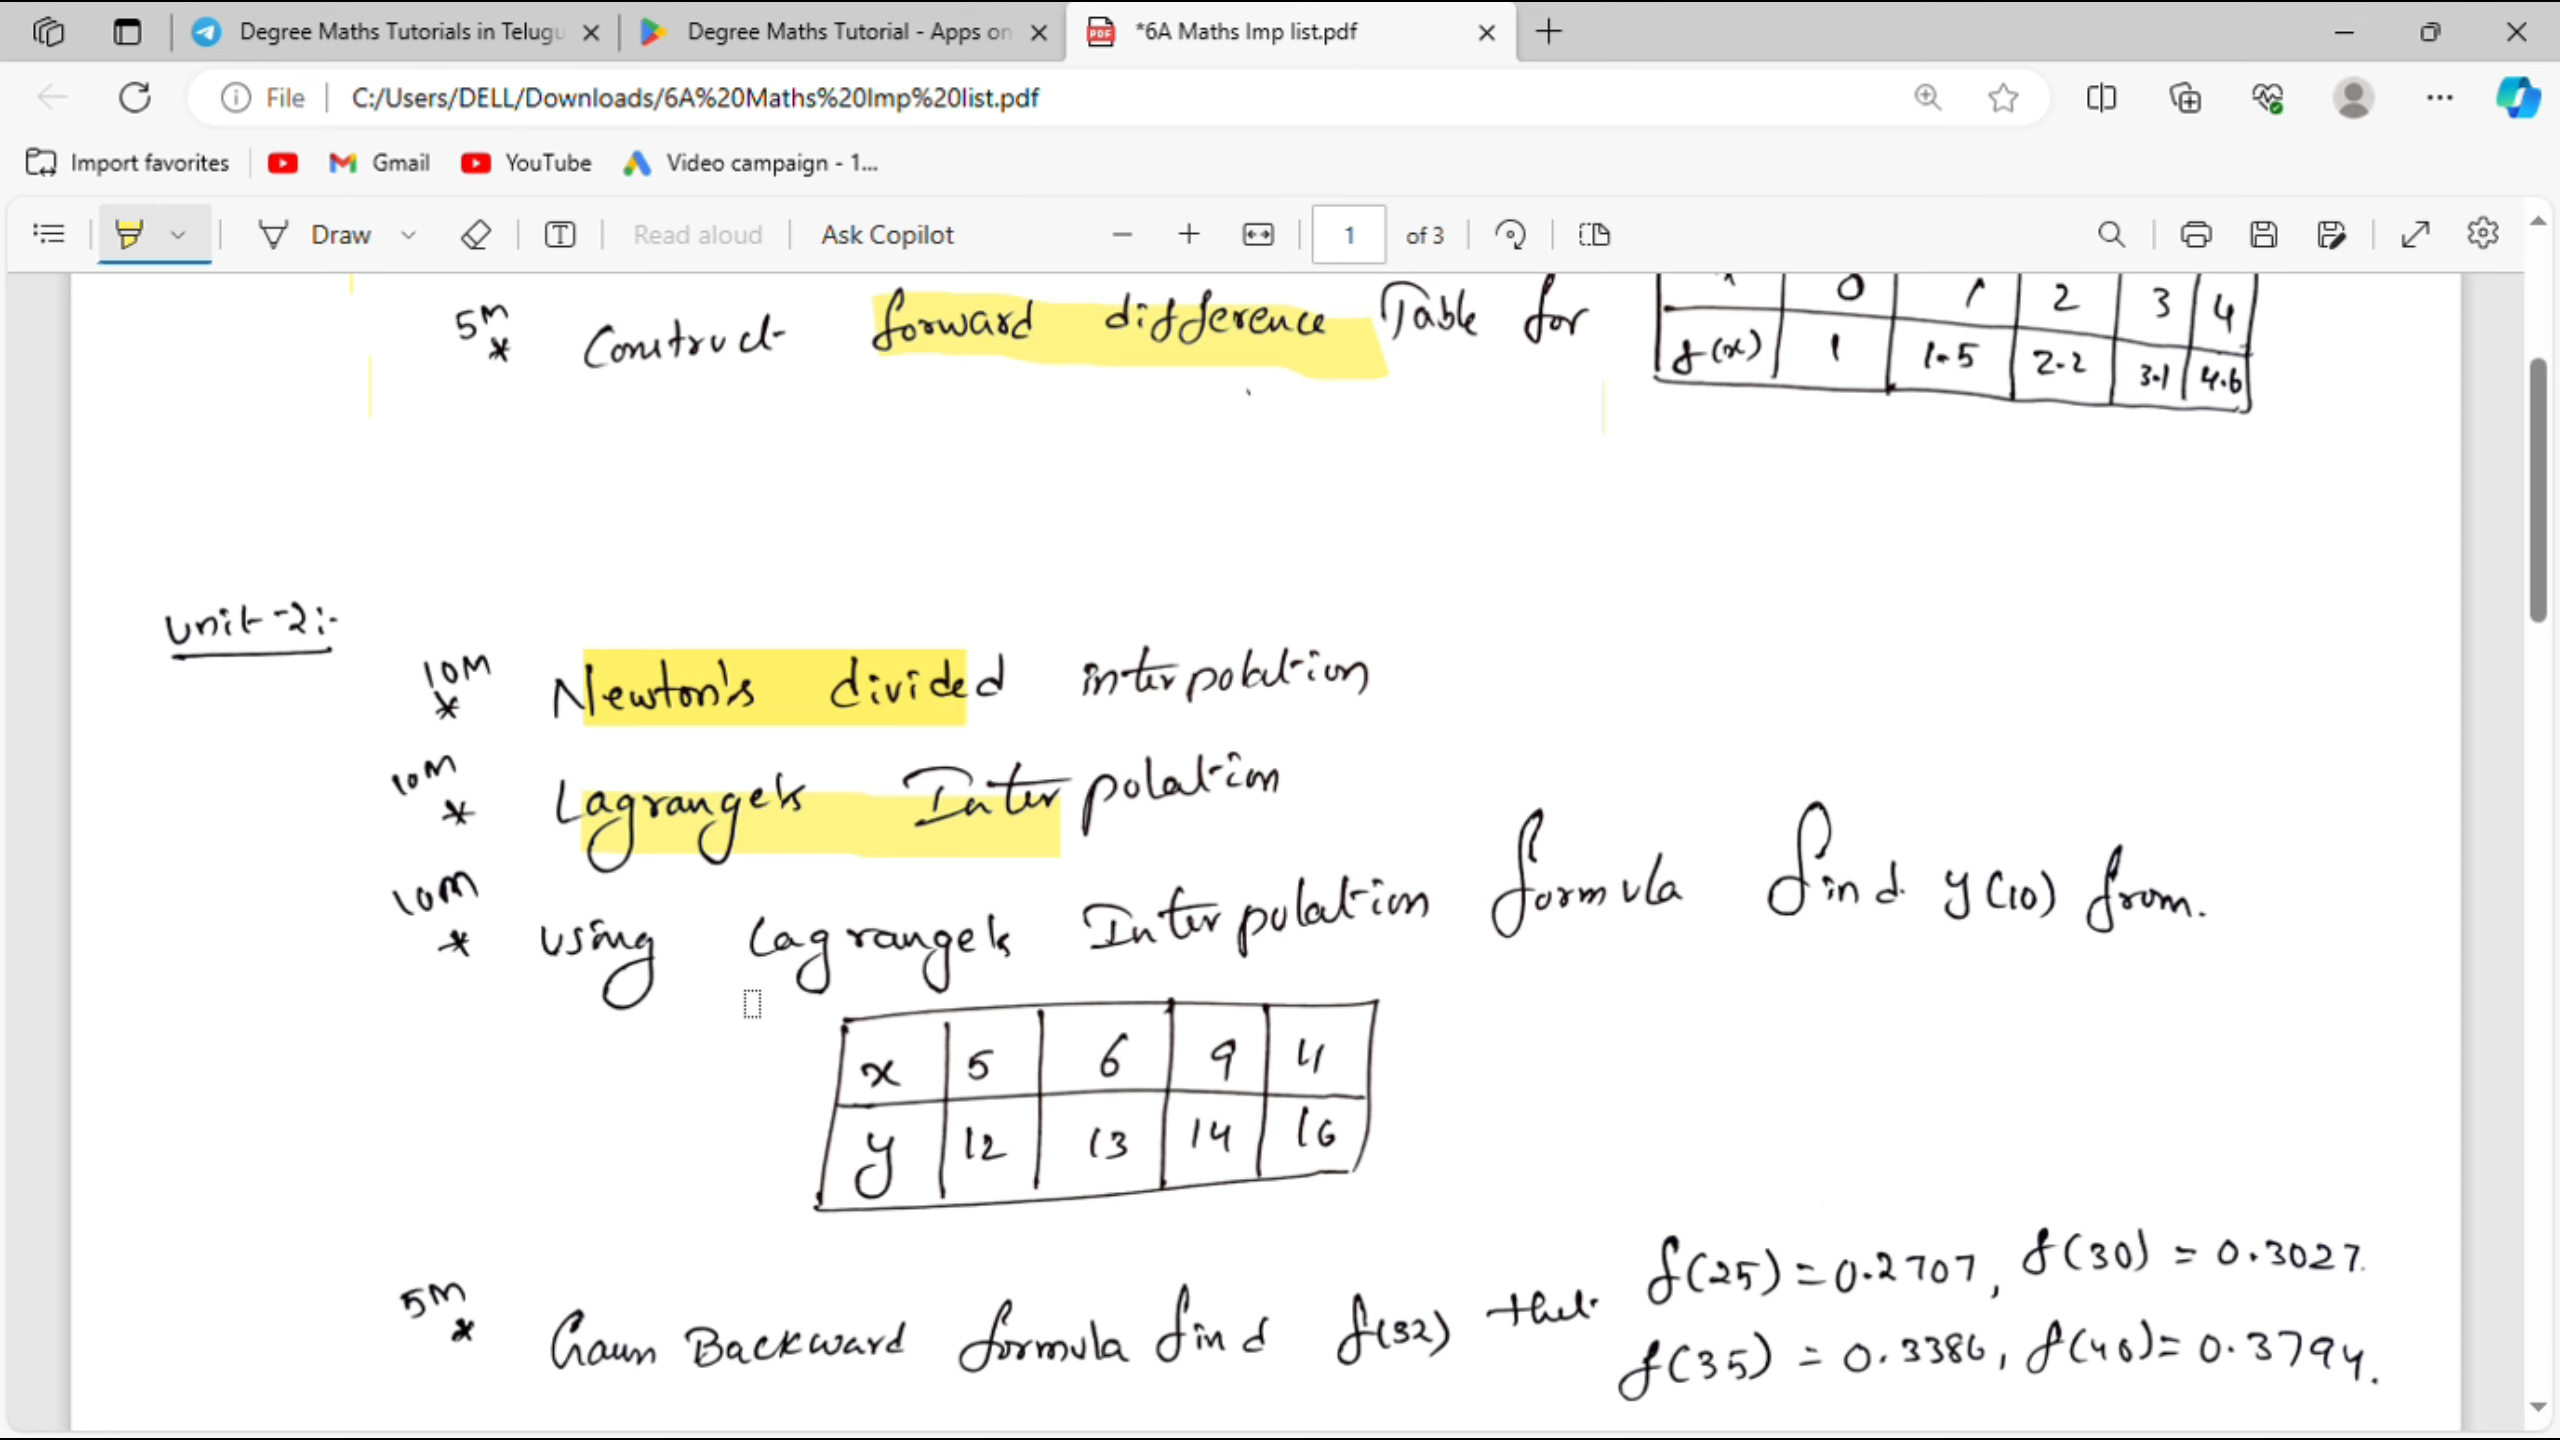 Degree Maths Tutorials in Telugu
Degree Maths Tutorial - Apps on
*6A Maths Imp list.pdf
File
C:/Users/DELL/Downloads/6A%20Maths%20Imp%20list.pdf
Import favorites
Gmail
YouTube
Video campaign - 1...
Draw
Read aloud
Ask Copilot
1 of 3
0 1 2 3 4
5M * Construct forward difference Table for f(x) 1 1.5 2.2 3.1 4.6
Unit-2:-
10M * Newton's divided interpolation
10M * Lagrange's Interpolation
10M * using Lagrange's Interpolation formula find y(10) from.
x 5 6 9 11
y 12 13 14 16
f(25) = 0.2707, f(30) = 0.3027.
5M * Gauss Backward formula find f(32) that
f(35) = 0.3386, f(40) = 0.3794.